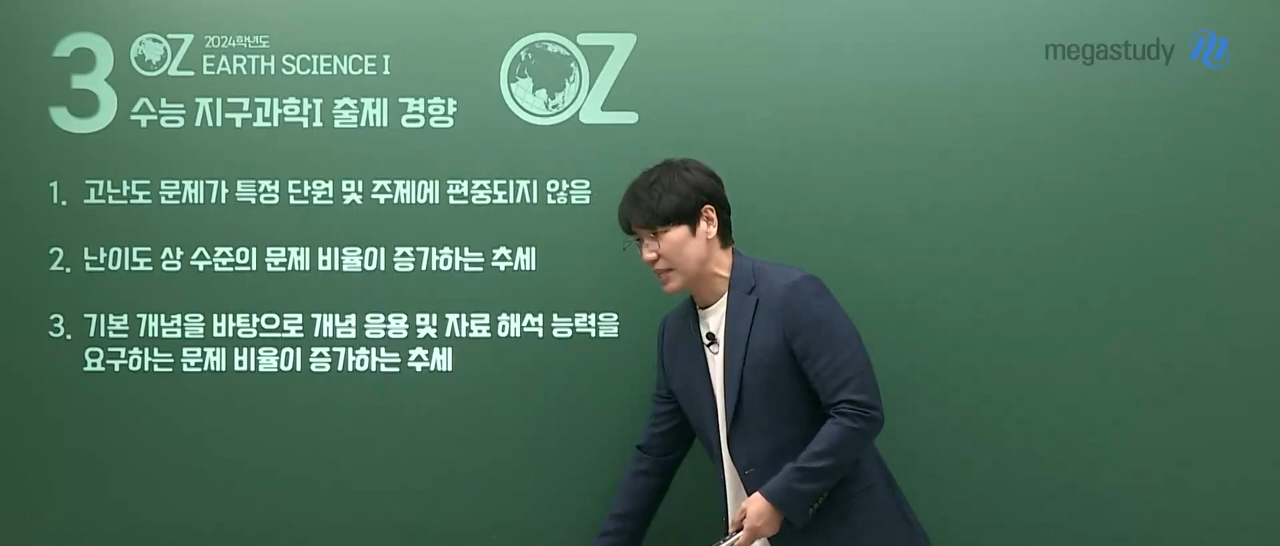 3
OZ 2024학년도
EARTH SCIENCE I
수능 지구과학I 출제 경향
OZ
megastudy
1. 고난도 문제가 특정 단원 및 주제에 편중되지 않음
2. 난이도 상 수준의 문제 비율이 증가하는 추세
3. 기본 개념을 바탕으로 개념 응용 및 자료 해석 능력을
요구하는 문제 비율이 증가하는 추세